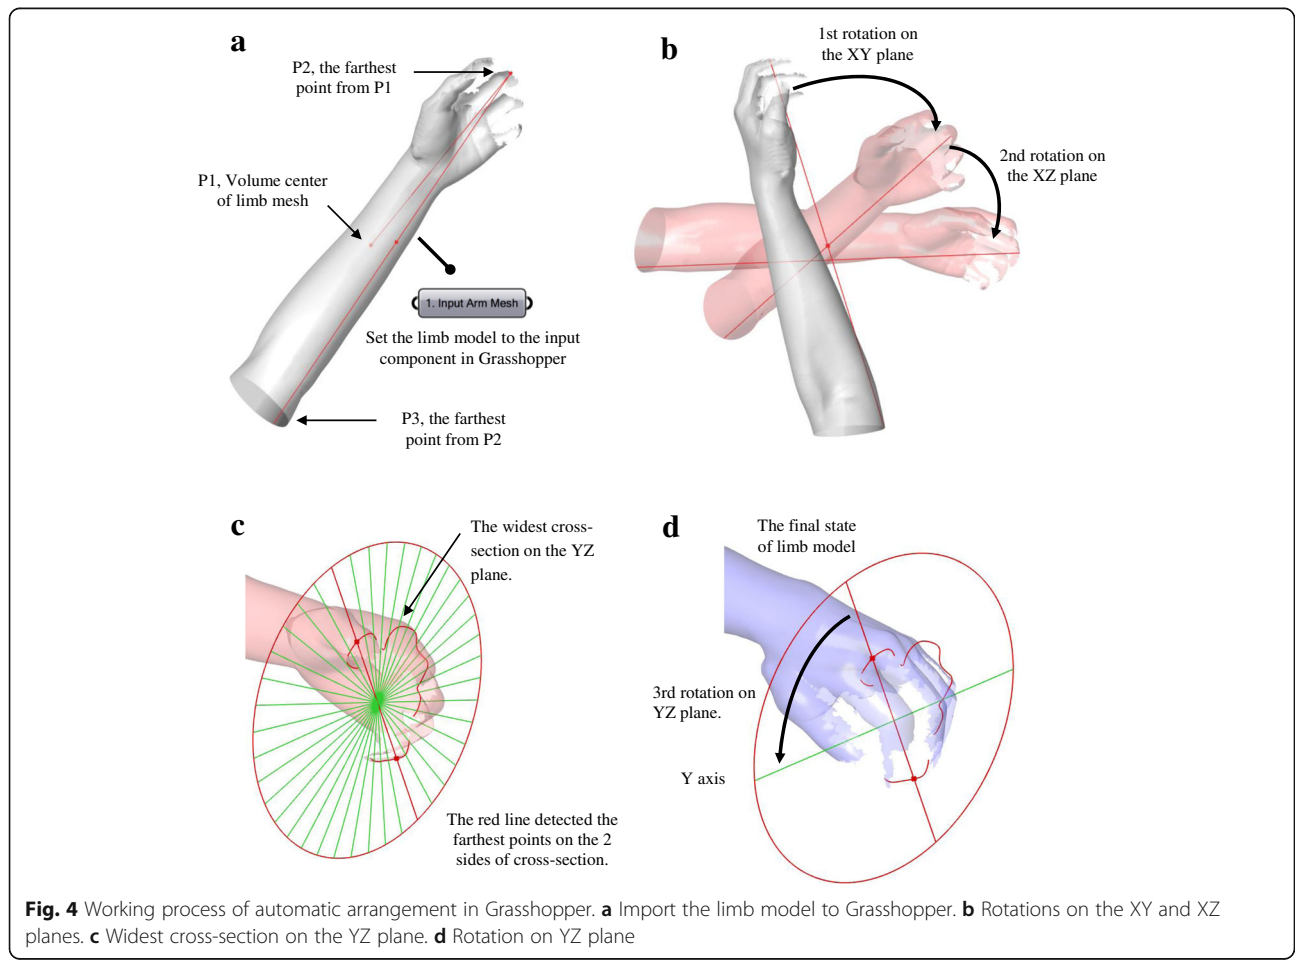 a
P2, the farthest
point from P1
P1, Volume center
of limb mesh
1. Input Arm Mesh
Set the limb model to the input
component in Grasshopper
P3, the farthest
point from P2
b
1st rotation on
the XY plane
2nd rotation on
the XZ plane
c
The widest cross-
section on the YZ
plane.
The red line detected the
farthest points on the 2
sides of cross-section.
d
The final state
of limb model
3rd rotation on
YZ plane.
Y axis
Fig. 4 Working process of automatic arrangement in Grasshopper. a Import the limb model to Grasshopper. b Rotations on the XY and XZ
planes. c Widest cross-section on the YZ plane. d Rotation on YZ plane